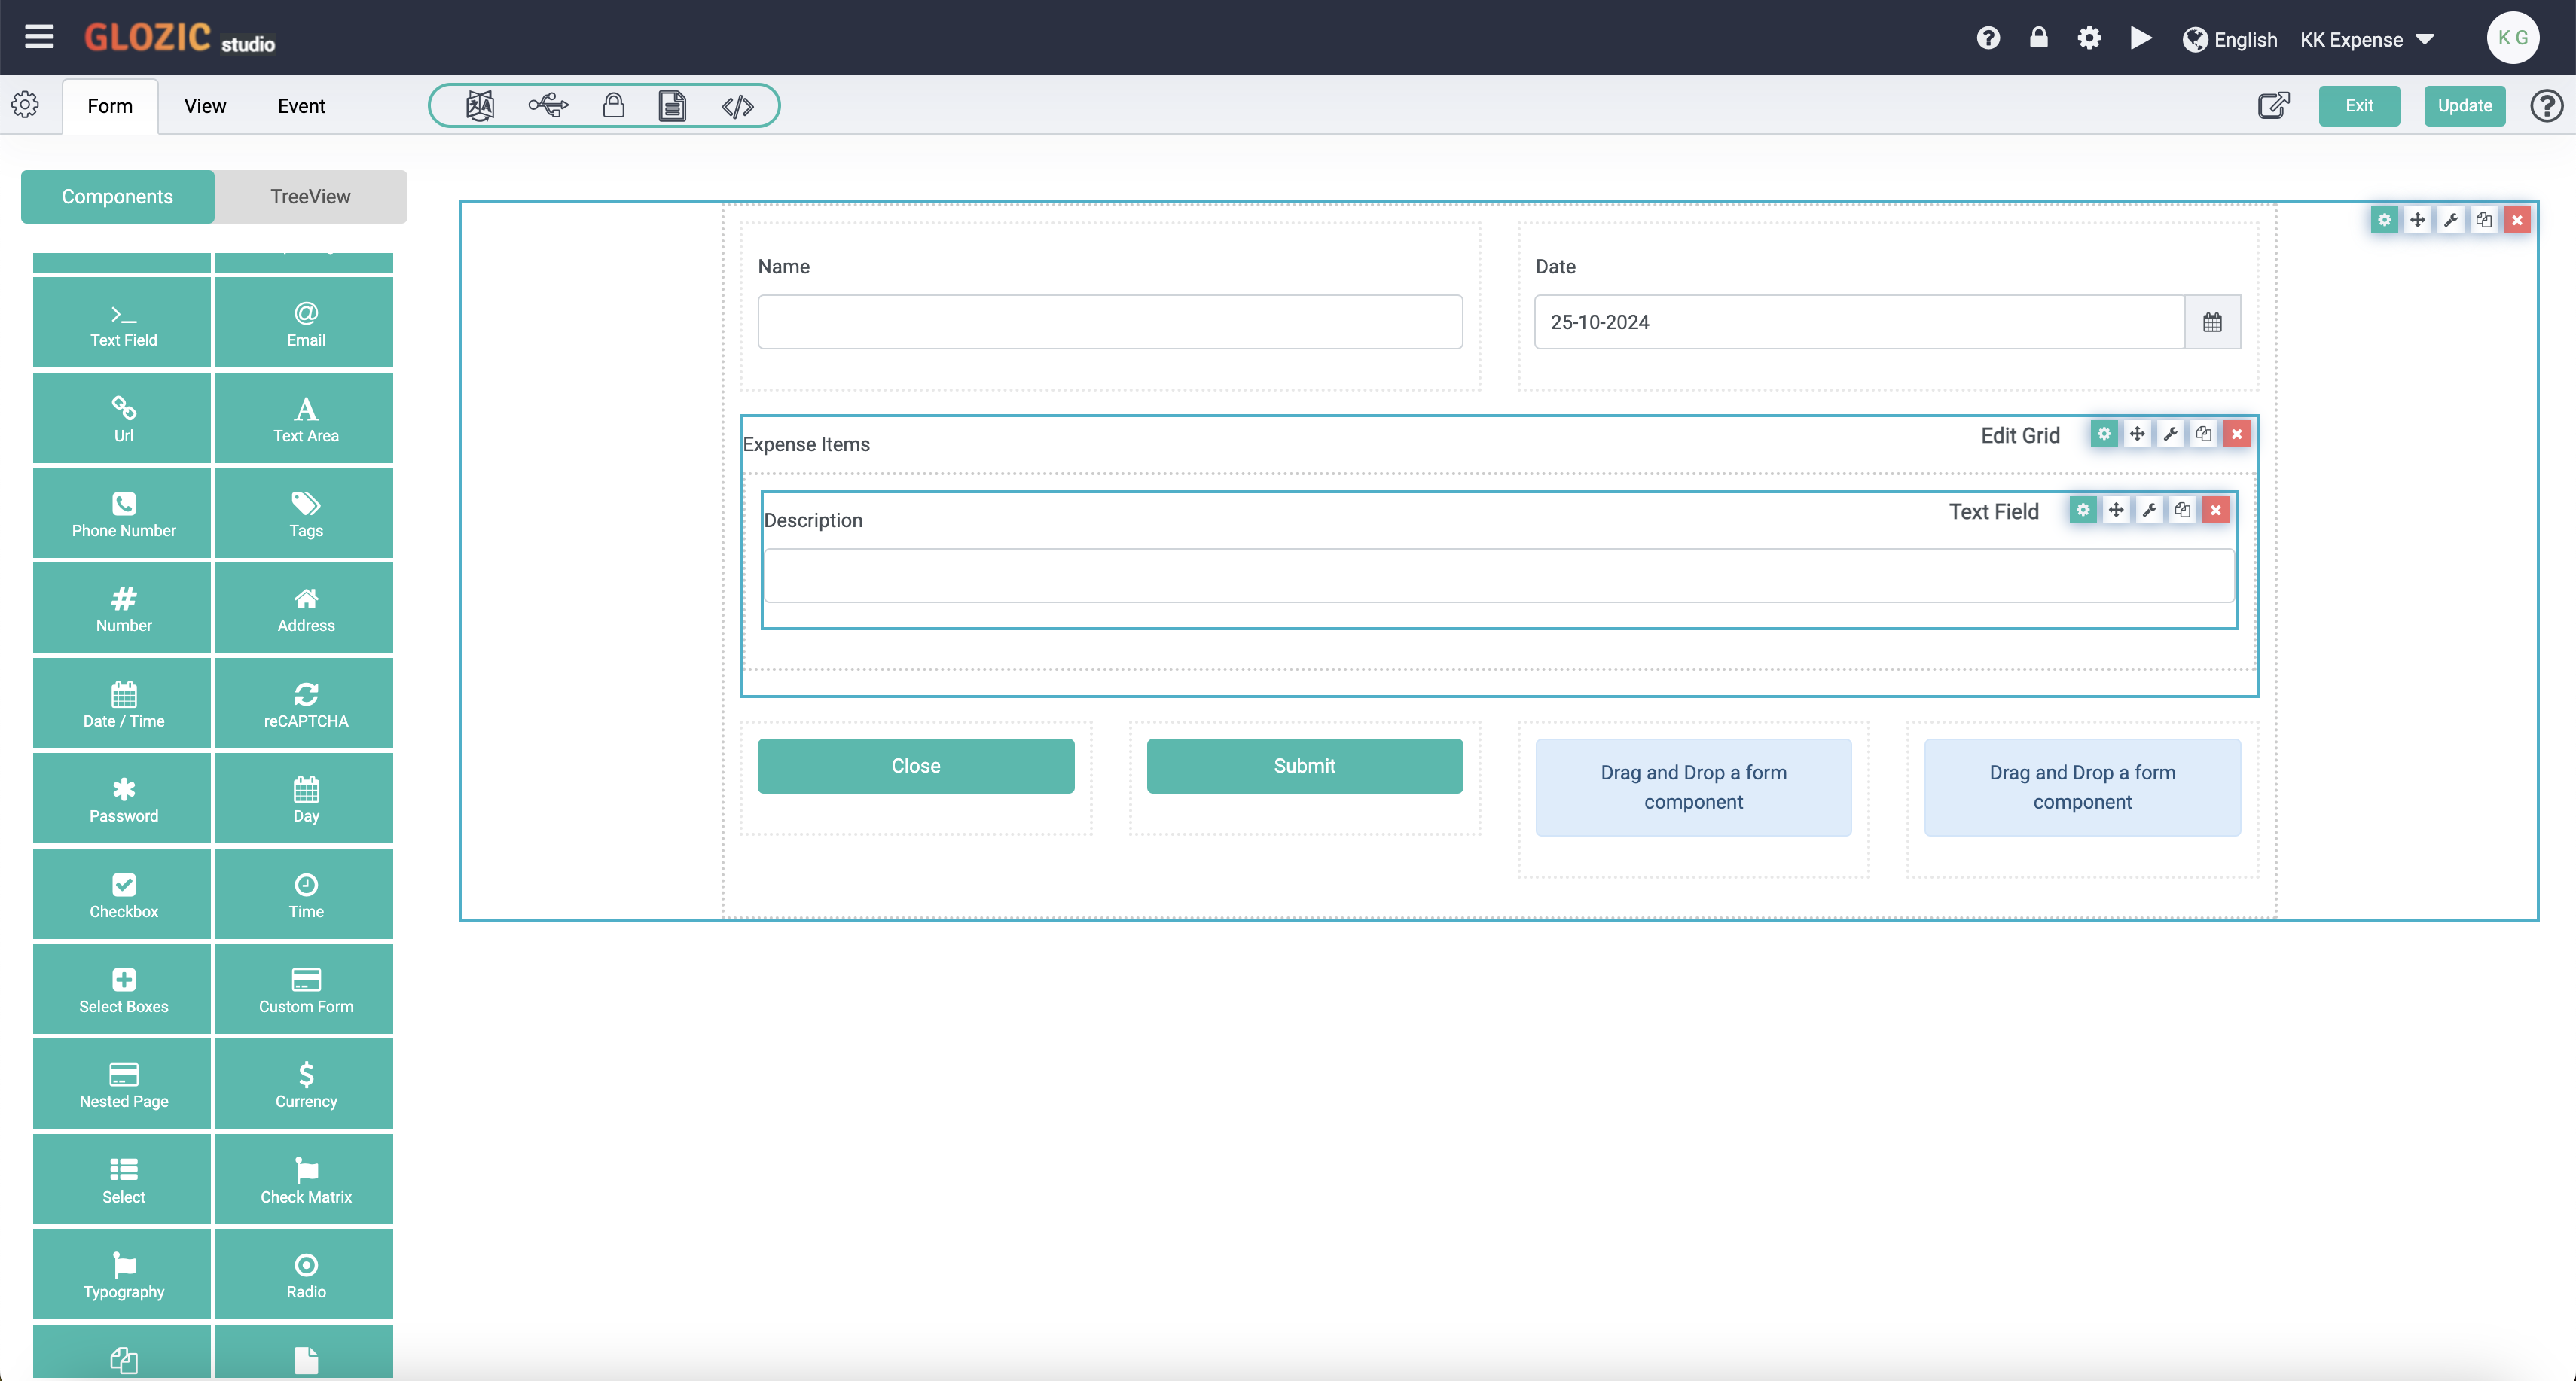 GLOZIC studio
English
KK Expense
K G
Form
View
Event
Exit
Update
Components
TreeView
Text Field
Email
Url
Text Area
Phone Number
Tags
Number
Address
Date / Time
reCAPTCHA
Password
Day
Checkbox
Time
Select Boxes
Custom Form
Nested Page
Currency
Select
Check Matrix
Typography
Radio
Name
Date
25-10-2024
Expense Items
Edit Grid
Description
Text Field
Close
Submit
Drag and Drop a form
component
Drag and Drop a form
component